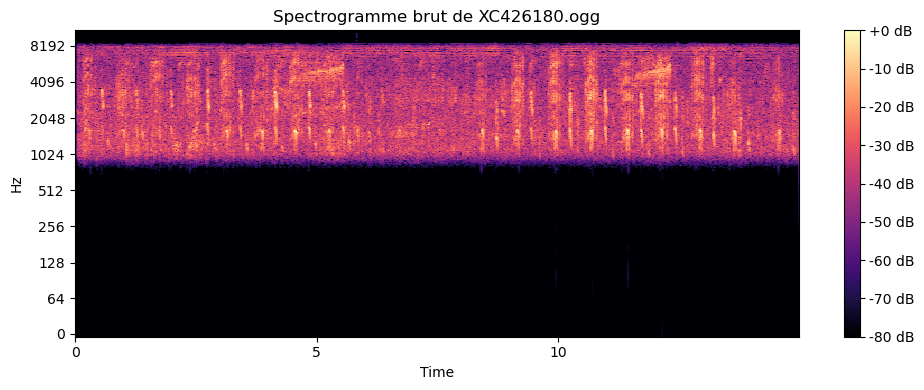 Spectrogramme brut de XC426180.ogg
Hz
8192
4096
2048
1024
512
256
128
64
0
0 5 10
Time
+0 dB
-10 dB
-20 dB
-30 dB
-40 dB
-50 dB
-60 dB
-70 dB
-80 dB